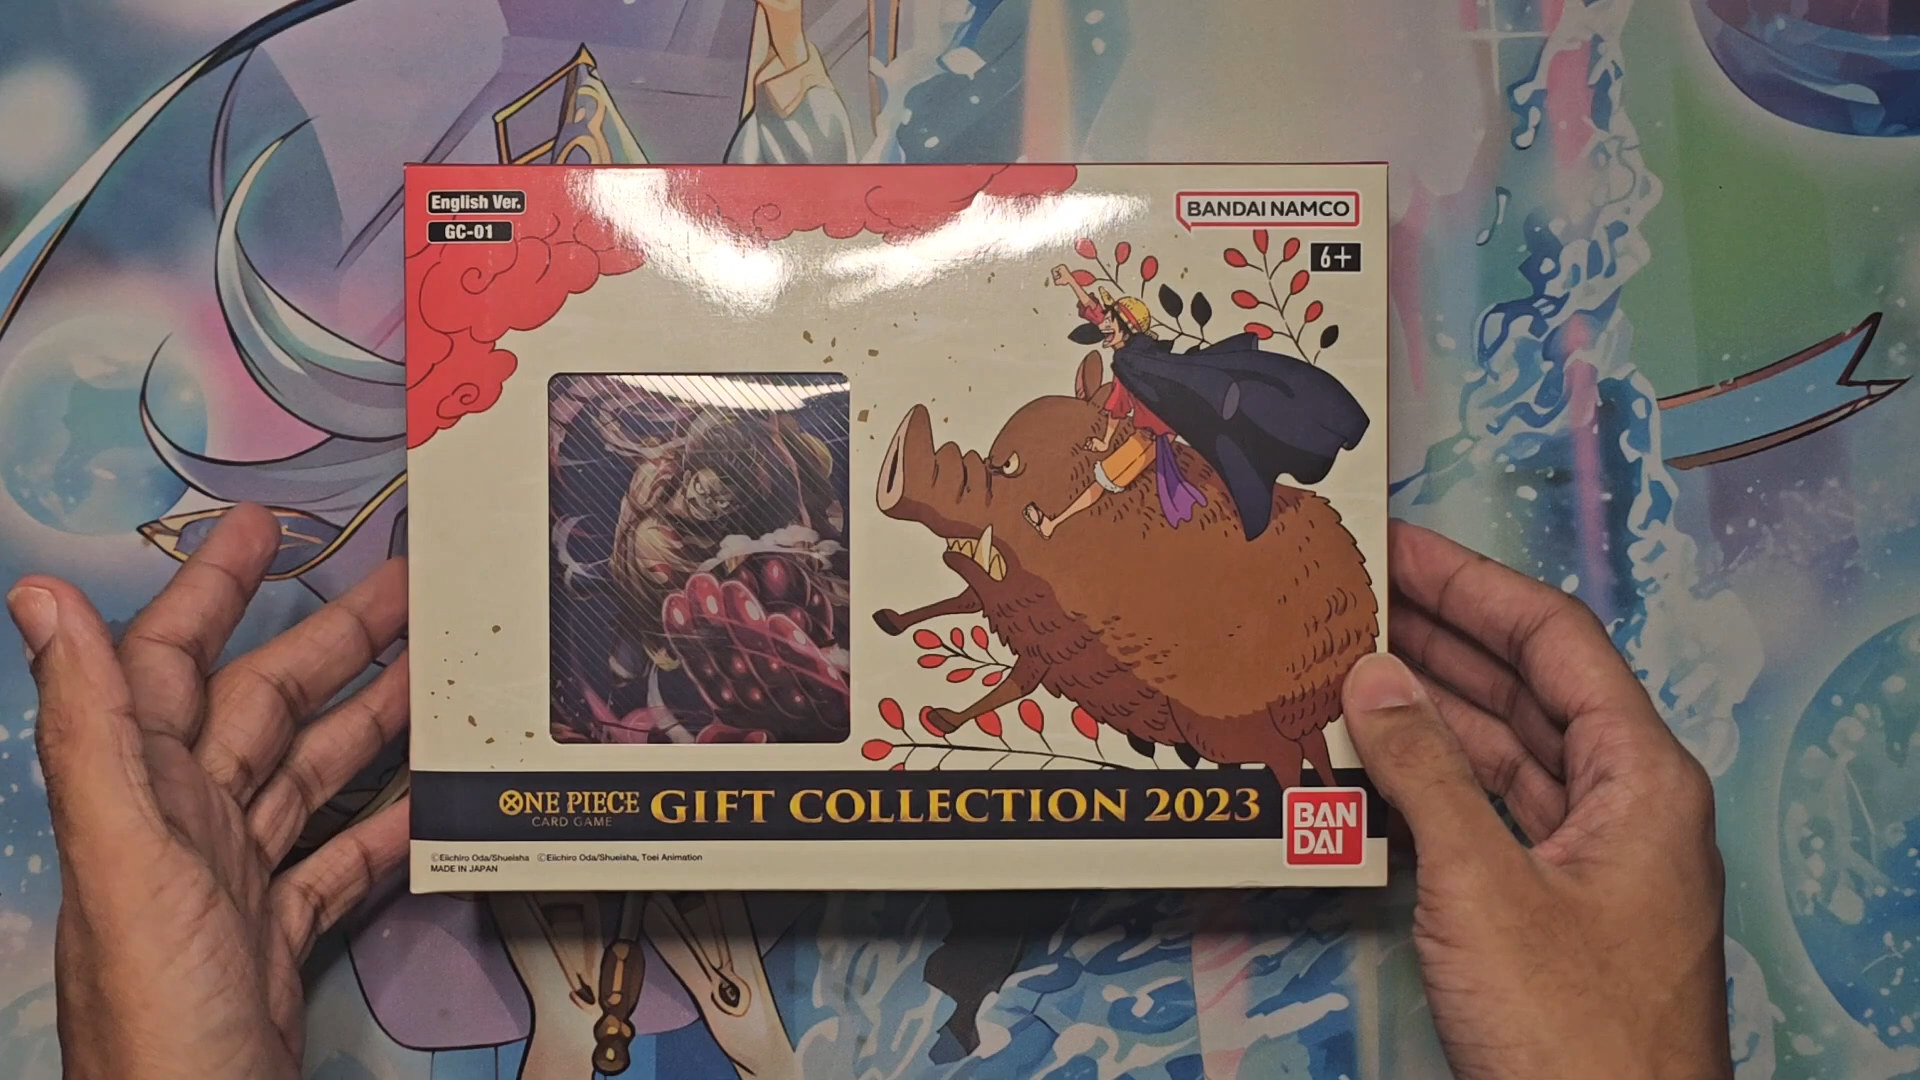 English Ver.
GC-01
BANDAI NAMCO
6+
ONE PIECE
CARD GAME
GIFT COLLECTION 2023
BAN
DAI
©Eiichiro Oda/Shueisha ©Eiichiro Oda/Shueisha, Toei Animation
MADE IN JAPAN